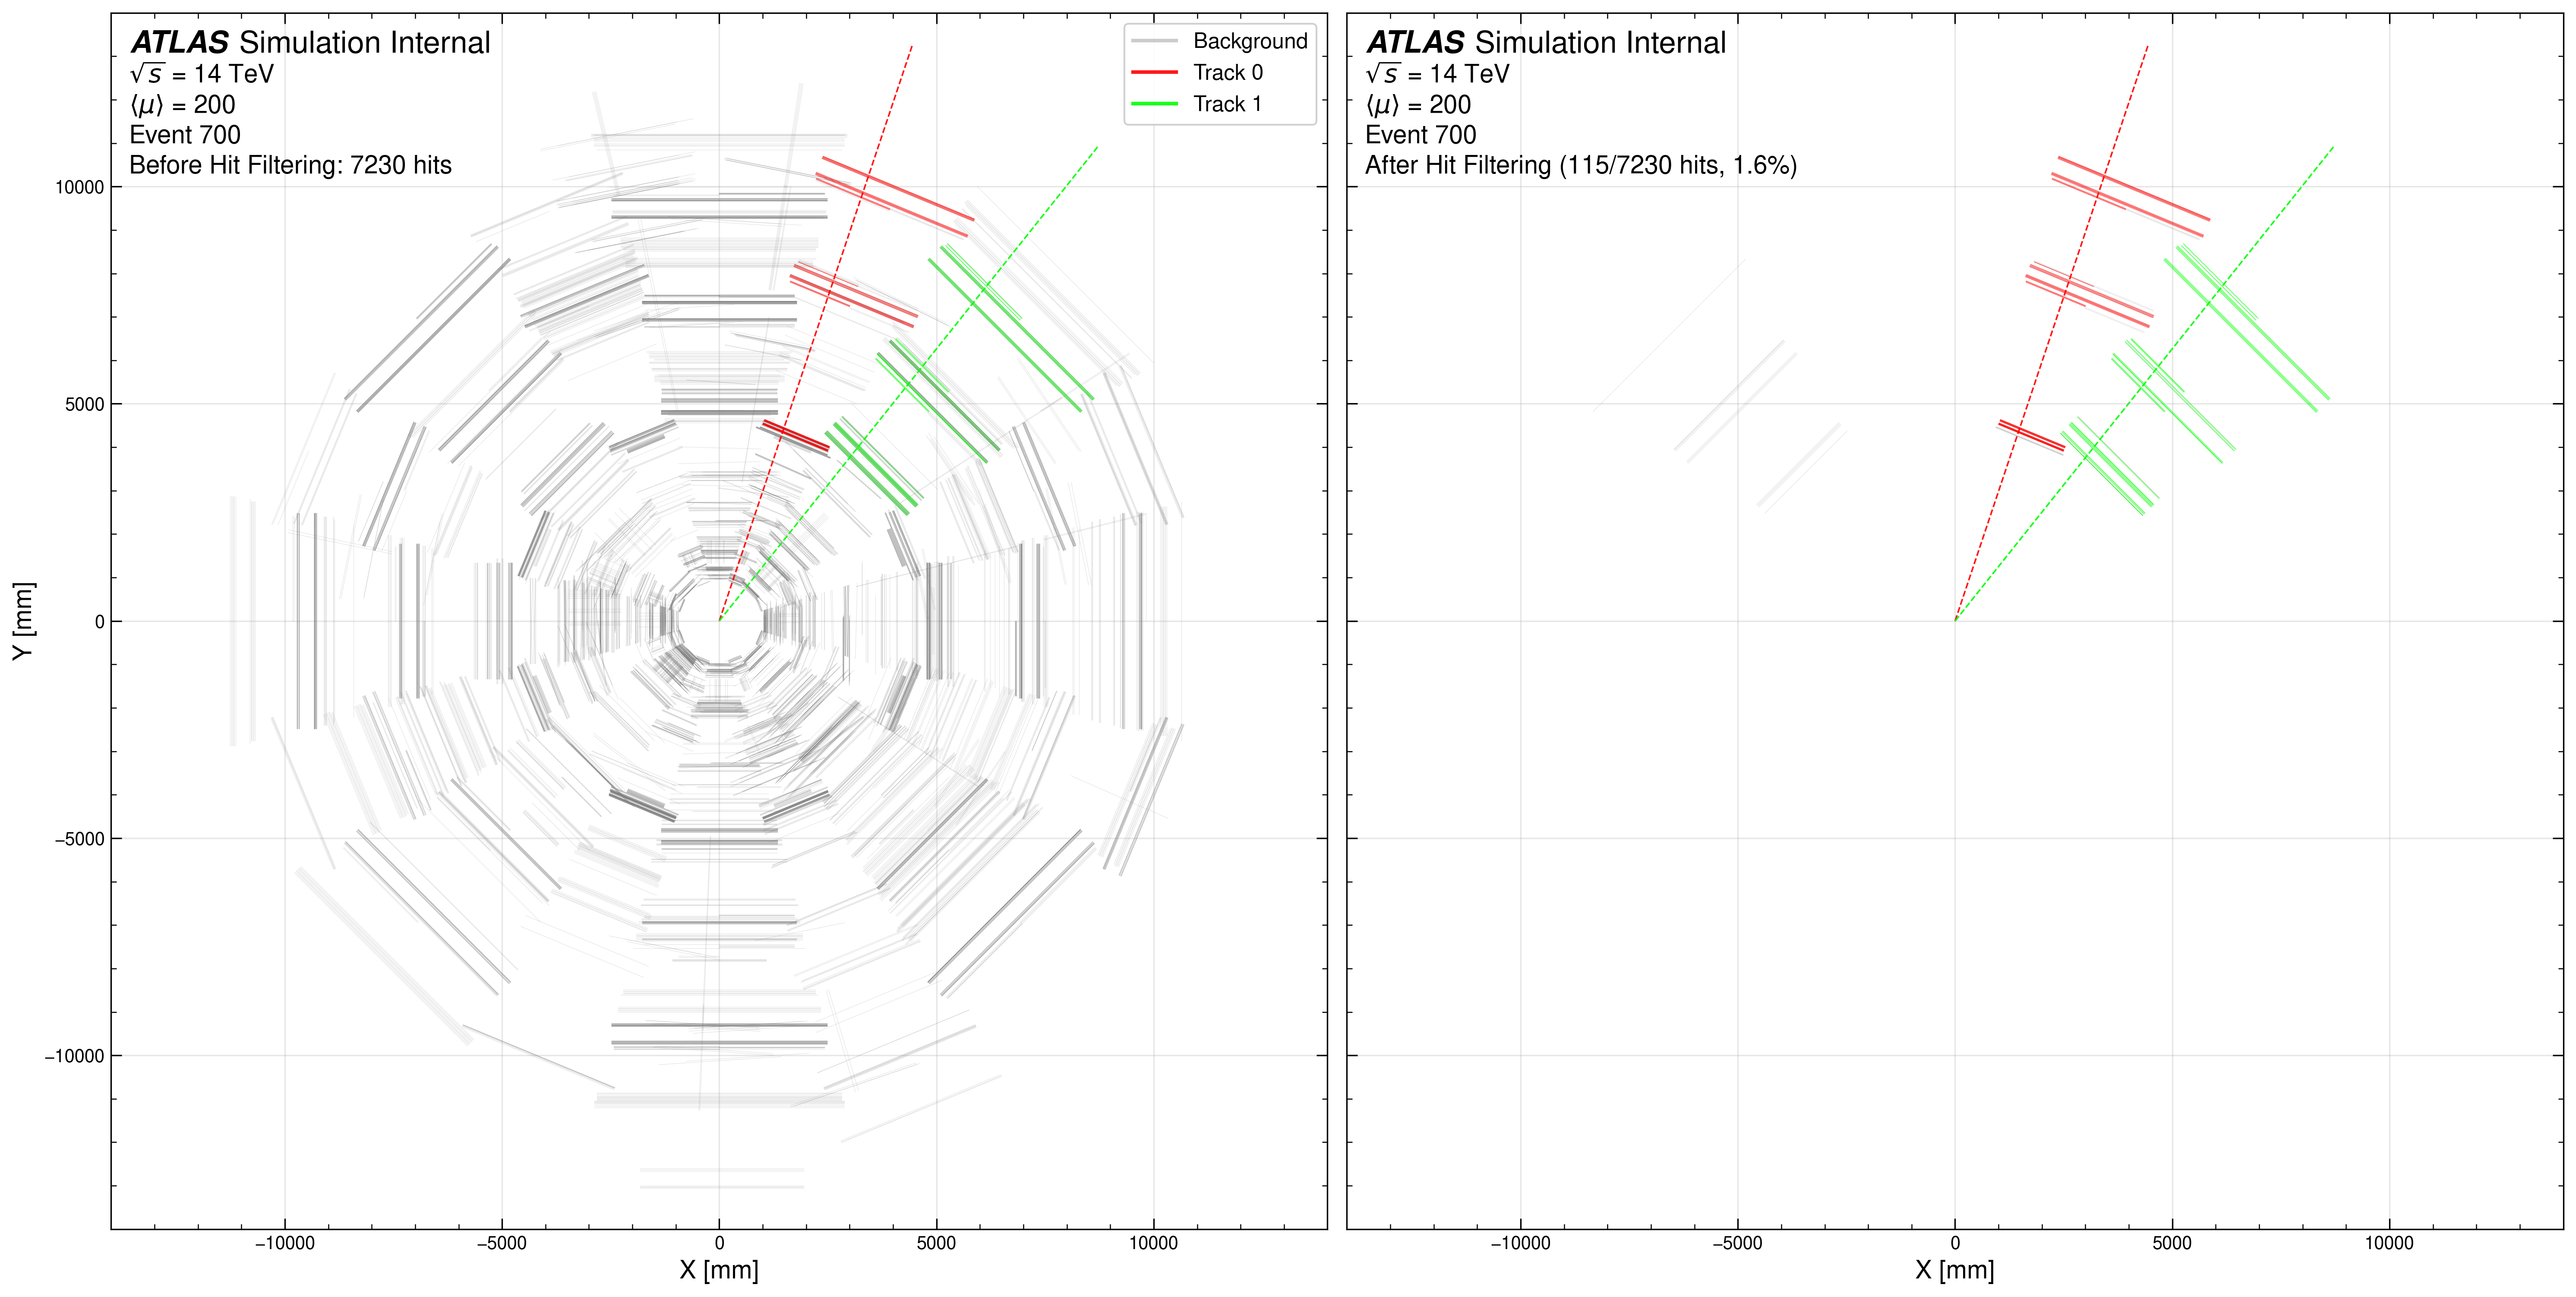 ATLAS Simulation Internal
√s = 14 TeV
⟨μ⟩ = 200
Event 700
Before Hit Filtering: 7230 hits
Background
Track 0
Track 1
10000
5000
0
−5000
−10000
Y [mm]
−10000
−5000
0
5000
10000
X [mm]
ATLAS Simulation Internal
√s = 14 TeV
⟨μ⟩ = 200
Event 700
After Hit Filtering (115/7230 hits, 1.6%)
−10000
−5000
0
5000
10000
X [mm]